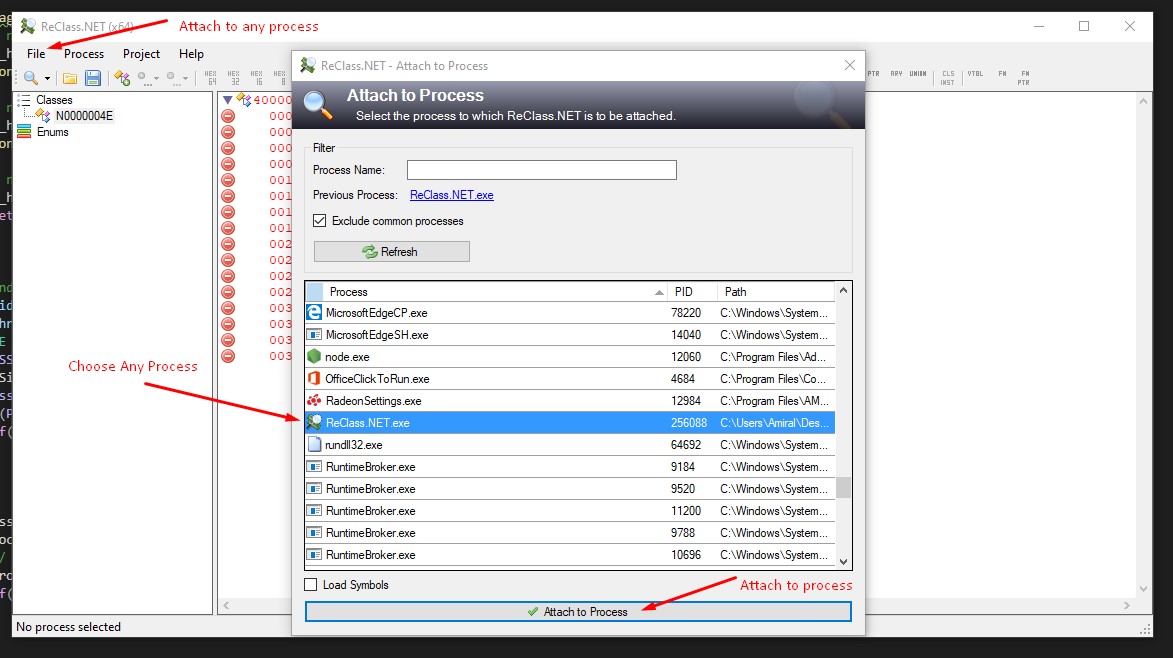 ReClass.NET (x64)
Attach to any process
File Process Project Help
HEX 64 HEX 32 HEX 16 HEX 8
PTR ARY UNION CLS INST VTBL FN FN PTR
Classes
N0000004E
Enums
40000
000
000
000
000
001
001
001
001
002
002
002
002
003
003
003
003
ReClass.NET - Attach to Process
Attach to Process
Select the process to which ReClass.NET is to be attached.
Filter
Process Name:
Previous Process: ReClass.NET.exe
Exclude common processes
Refresh
Process PID Path
MicrosoftEdgeCP.exe 78220 C:\Windows\System...
MicrosoftEdgeSH.exe 14040 C:\Windows\System...
node.exe 12060 C:\Program Files\Ad...
OfficeClickToRun.exe 4684 C:\Program Files\Co...
RadeonSettings.exe 12984 C:\Program Files\AM...
ReClass.NET.exe 256088 C:\Users\Amiral\Des...
rundll32.exe 64692 C:\Windows\System...
RuntimeBroker.exe 9184 C:\Windows\System...
RuntimeBroker.exe 9520 C:\Windows\System...
RuntimeBroker.exe 11200 C:\Windows\System...
RuntimeBroker.exe 9788 C:\Windows\System...
RuntimeBroker.exe 10696 C:\Windows\System...
Choose Any Process
Load Symbols
Attach to process
Attach to Process
No process selected